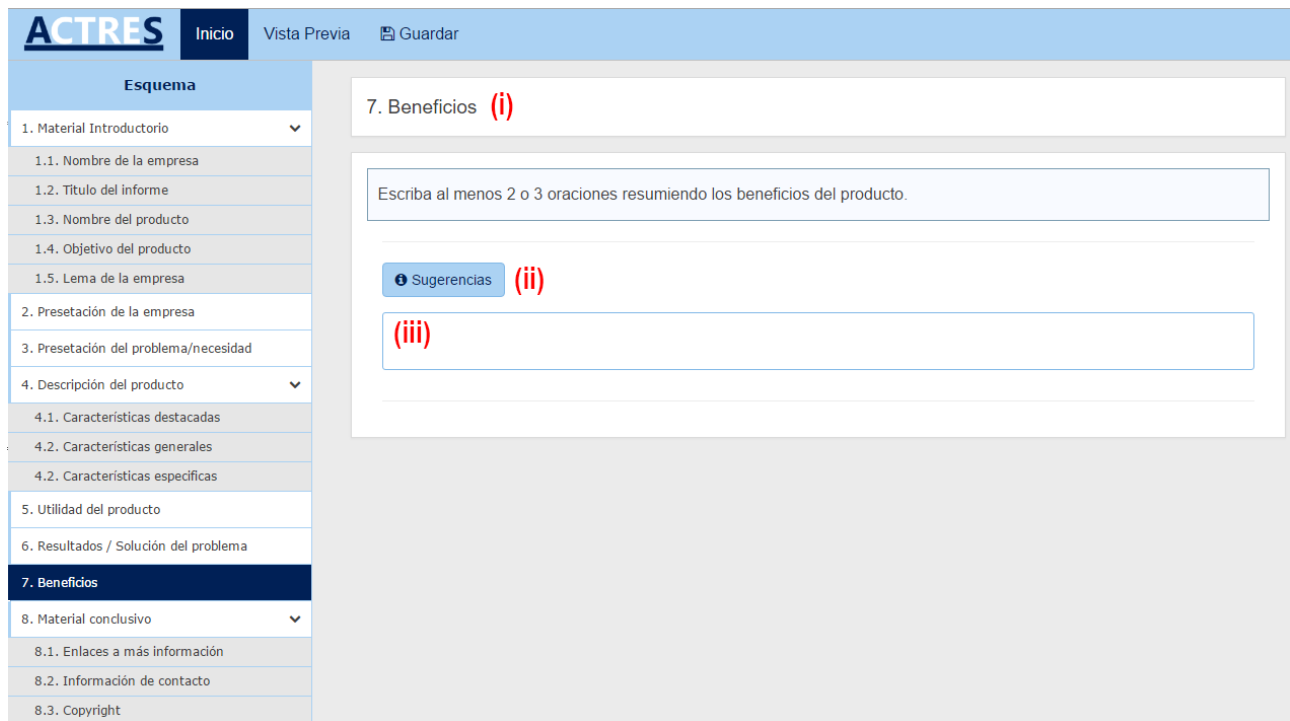 ACTRES Inicio Vista Previa Guardar
Esquema
1. Material Introductorio
1.1. Nombre de la empresa
1.2. Titulo del informe
1.3. Nombre del producto
1.4. Objetivo del producto
1.5. Lema de la empresa
2. Presetación de la empresa
3. Presetación del problema/necesidad
4. Descripción del producto
4.1. Características destacadas
4.2. Características generales
4.2. Características especificas
5. Utilidad del producto
6. Resultados / Solución del problema
7. Beneficios
8. Material conclusivo
8.1. Enlaces a más información
8.2. Información de contacto
8.3. Copyright
7. Beneficios (i)
Escriba al menos 2 o 3 oraciones resumiendo los beneficios del producto.
Sugerencias (ii)
(iii)